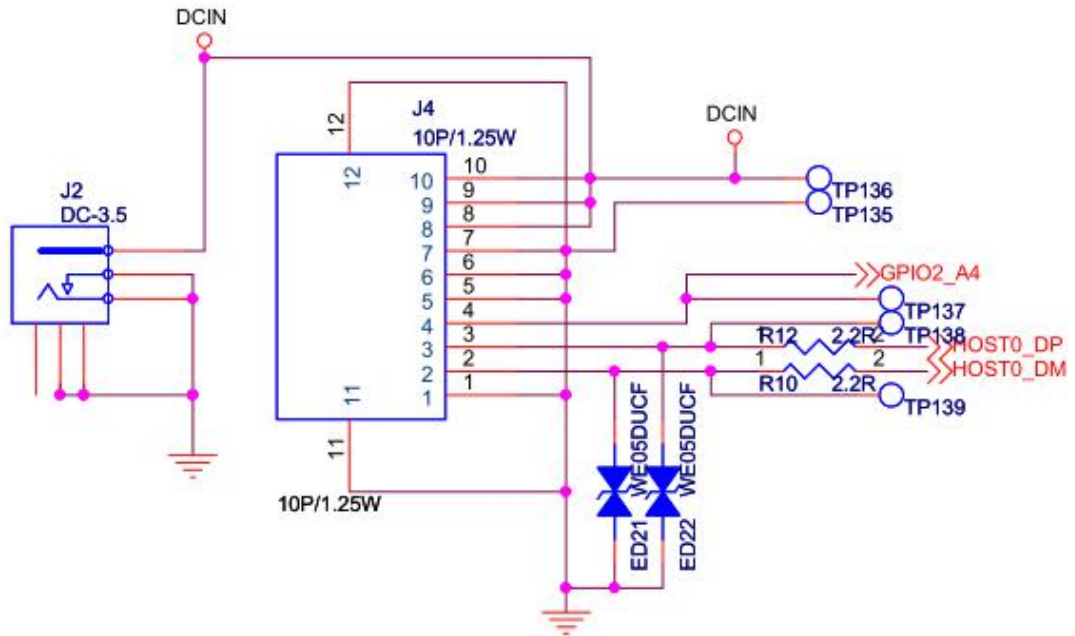 DCIN
J4
10P/1.25W
DCIN
J2
DC-3.5
12
12
11
11
10
9
8
7
6
5
4
3
2
1
10
9
8
7
6
5
4
3
2
1
TP136
TP135
GPIO2_A4
TP137
TP138
R12
2.2R
1
2
HOST0_DP
1
2
HOST0_DM
R10
2.2R
TP139
WE05DUCF
WE05DUCF
ED21
ED22
10P/1.25W